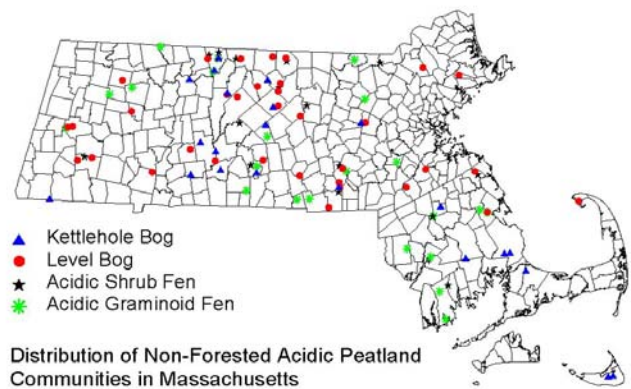 Kettlehole Bog
Level Bog
Acidic Shrub Fen
Acidic Graminoid Fen
Distribution of Non-Forested Acidic Peatland
Communities in Massachusetts